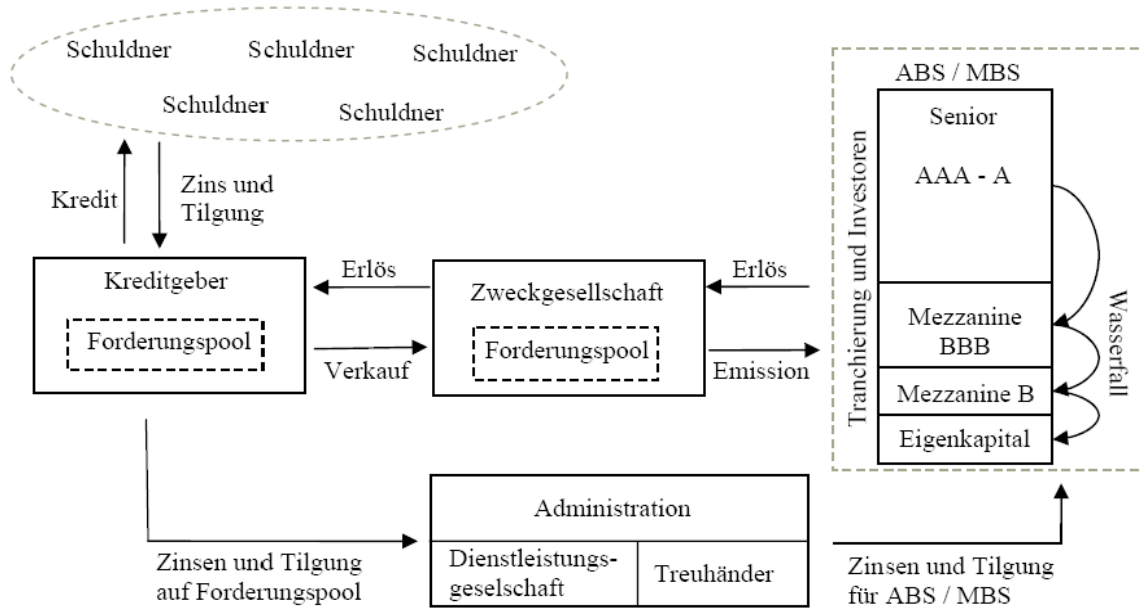 Schuldner
Schuldner
Schuldner
Schuldner
Schuldner
Kredit
Zins und
Tilgung
Kreditgeber
Forderungspool
Erlös
Verkauf
Zweckgesellschaft
Forderungspool
Erlös
Emission
Tranchierung und Investoren
ABS / MBS
Senior
AAA - A
Mezzanine
BBB
Mezzanine B
Eigenkapital
Wasserfall
Zinsen und Tilgung
auf Forderungspool
Administration
Dienstleistungs-
geselschaft
Treuhänder
Zinsen und Tilgung
für ABS / MBS